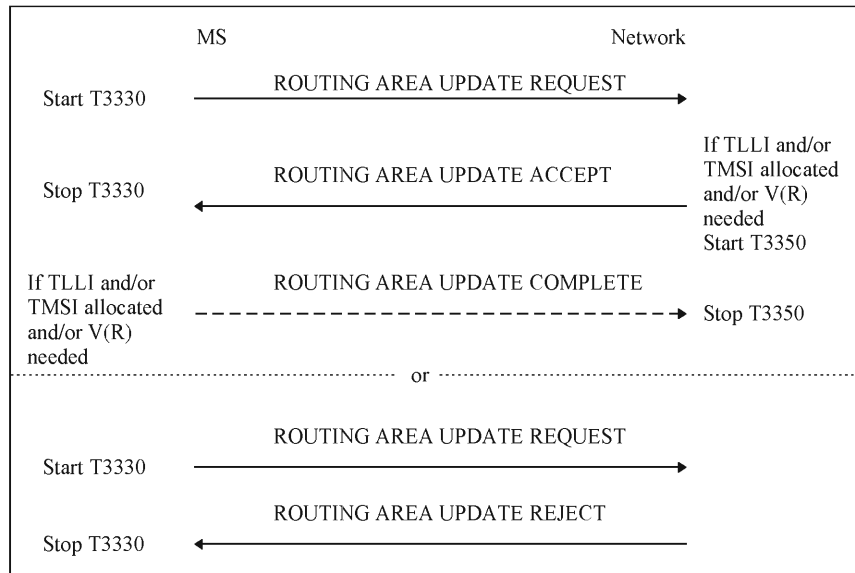 MS
Network
ROUTING AREA UPDATE REQUEST
Start T3330
If TLLI and/or
TMSI allocated
and/or V(R)
needed
Start T3350
ROUTING AREA UPDATE ACCEPT
Stop T3330
ROUTING AREA UPDATE COMPLETE
If TLLI and/or
TMSI allocated
and/or V(R)
needed
Stop T3350
or
ROUTING AREA UPDATE REQUEST
Start T3330
ROUTING AREA UPDATE REJECT
Stop T3330